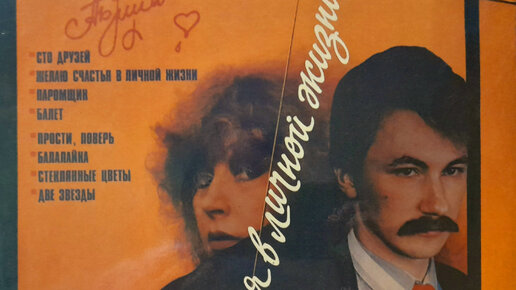 СТО ДРУЗЕЙ
ЖЕЛАЮ СЧАСТЬЯ В ЛИЧНОЙ ЖИЗНИ
ПАРОМЩИК
БАЛЕТ
ПРОСТИ, ПОВЕРЬ
БАЛАЛАЙКА
СТЕКЛЯННЫЕ ЦВЕТЫ
ДВЕ ЗВЕЗДЫ
я в личной жизни